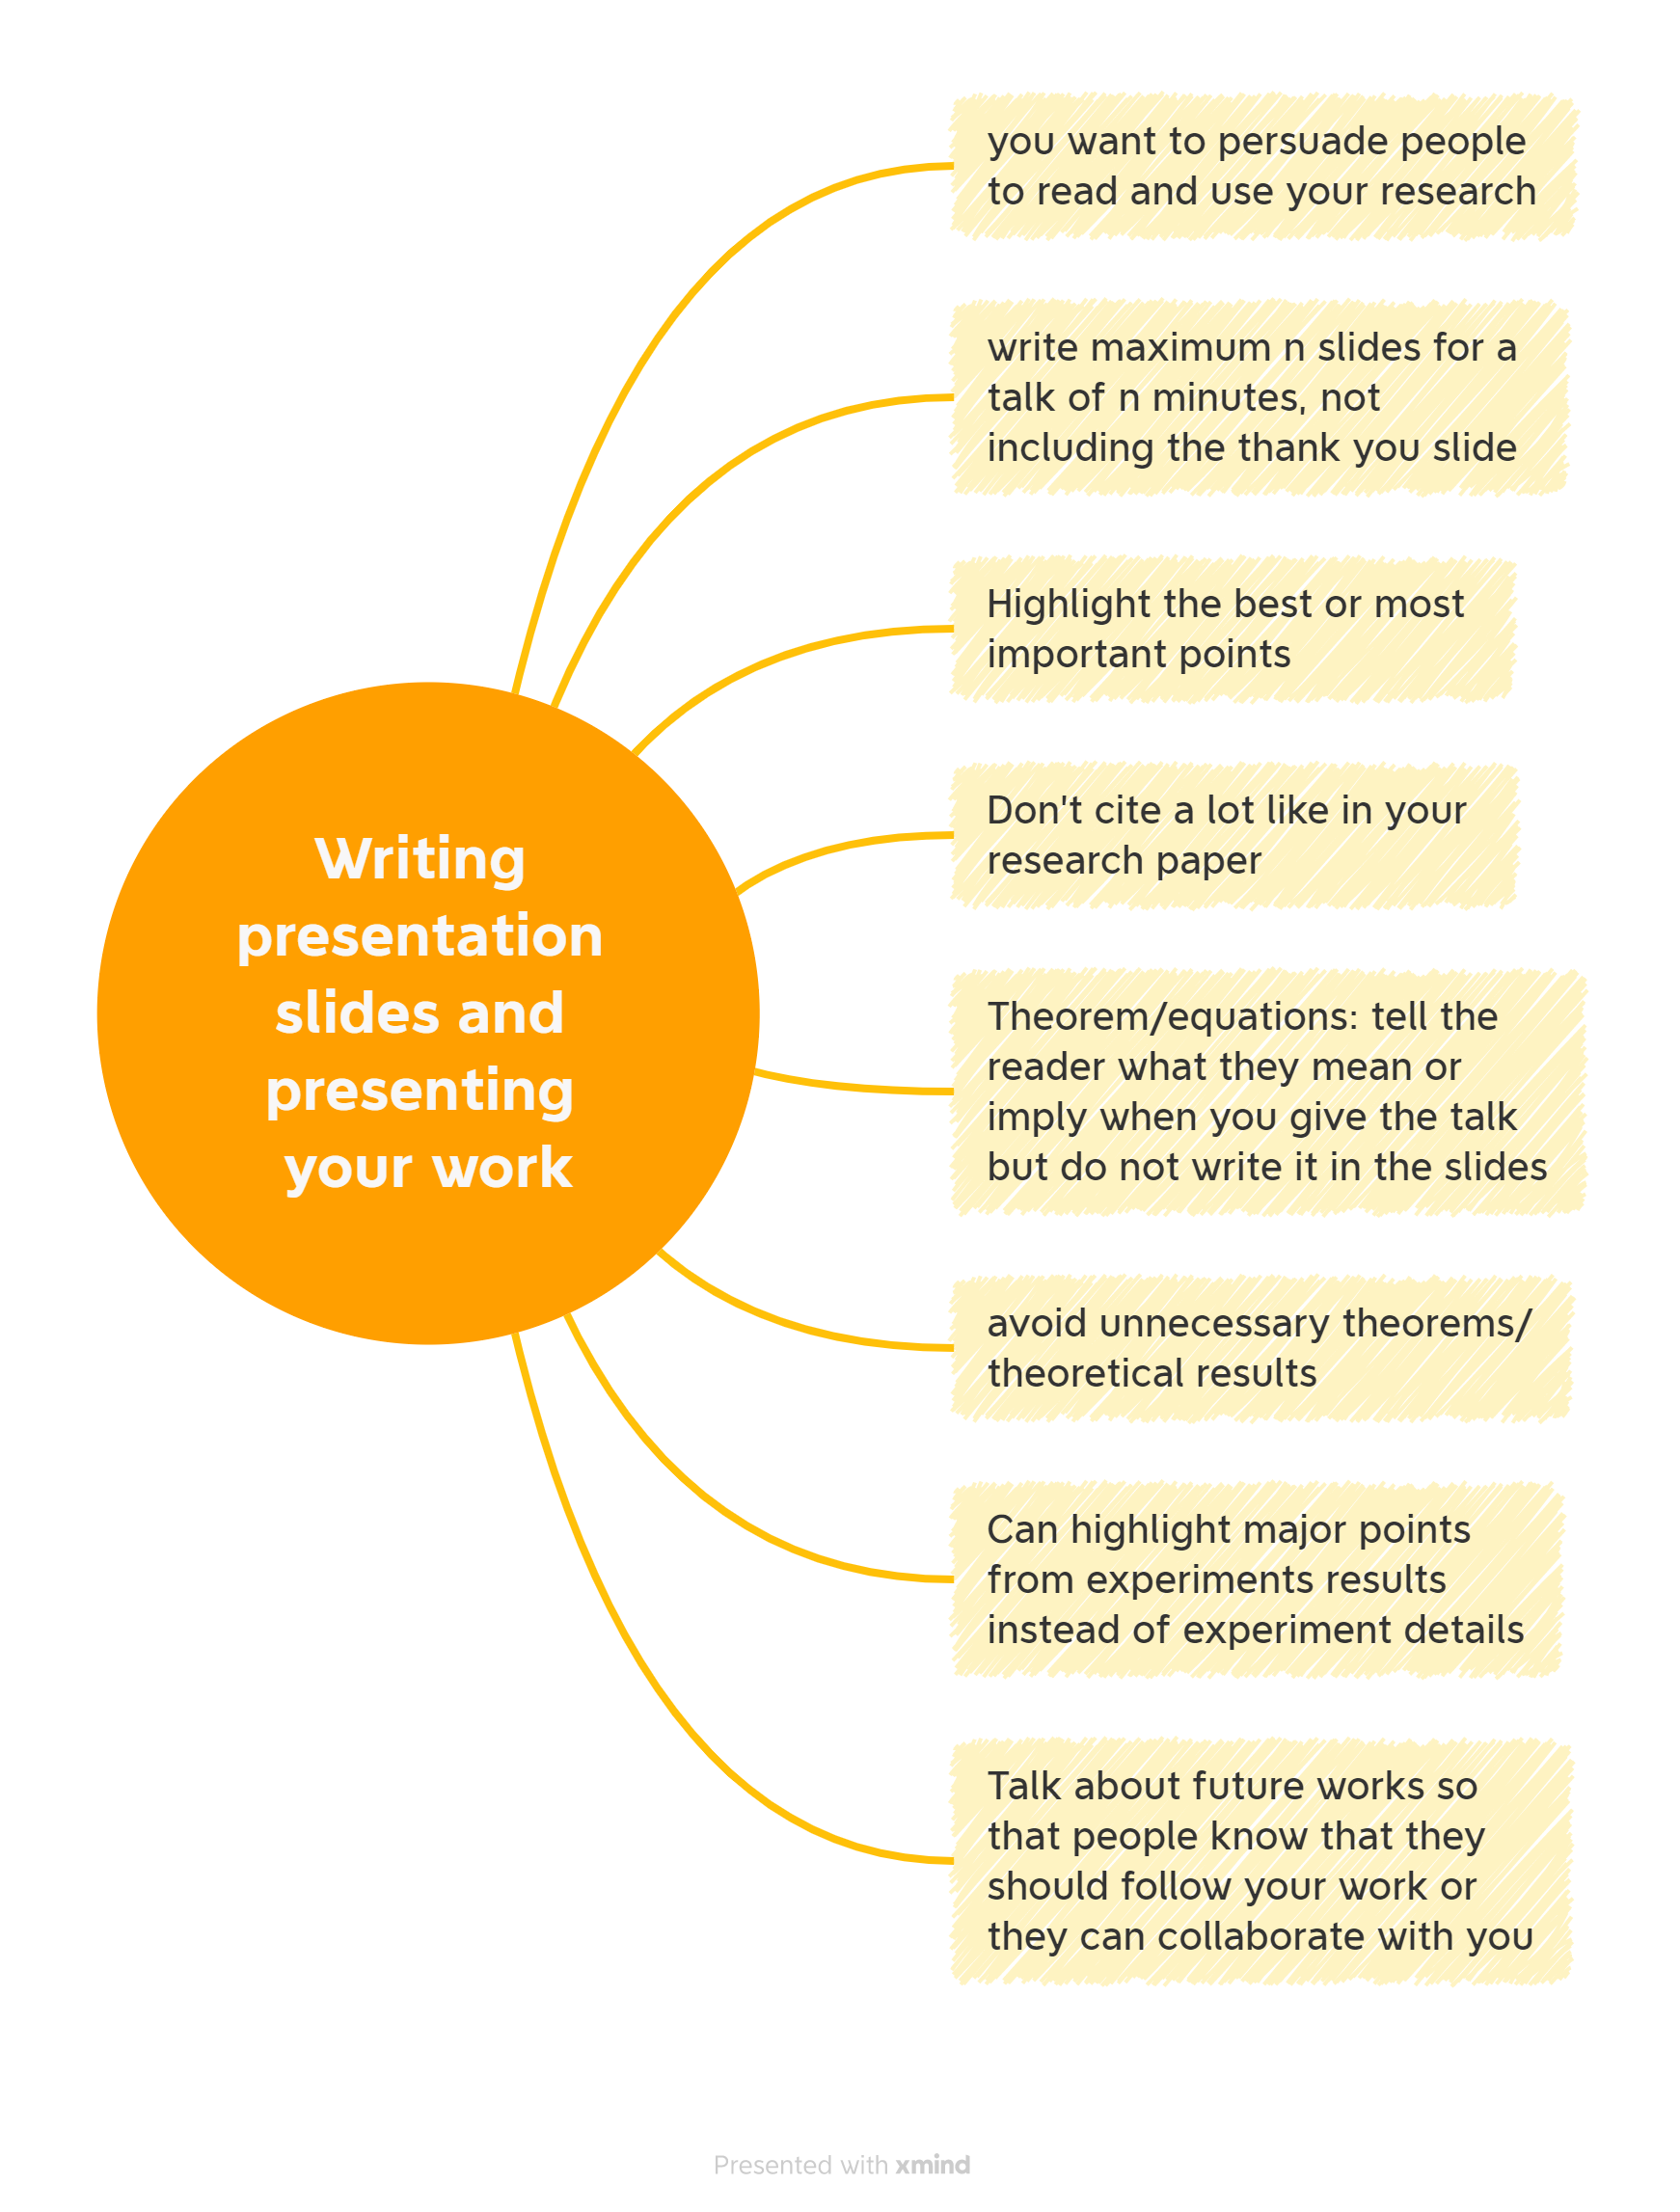 you want to persuade people
to read and use your research
write maximum n slides for a
talk of n minutes, not
including the thank you slide
Highlight the best or most
important points
Don't cite a lot like in your
research paper
Writing
presentation
slides and
presenting
your work
Theorem/equations: tell the
reader what they mean or
imply when you give the talk
but do not write it in the slides
avoid unnecessary theorems/
theoretical results
Can highlight major points
from experiments results
instead of experiment details
Talk about future works so
that people know that they
should follow your work or
they can collaborate with you
Presented with xmind